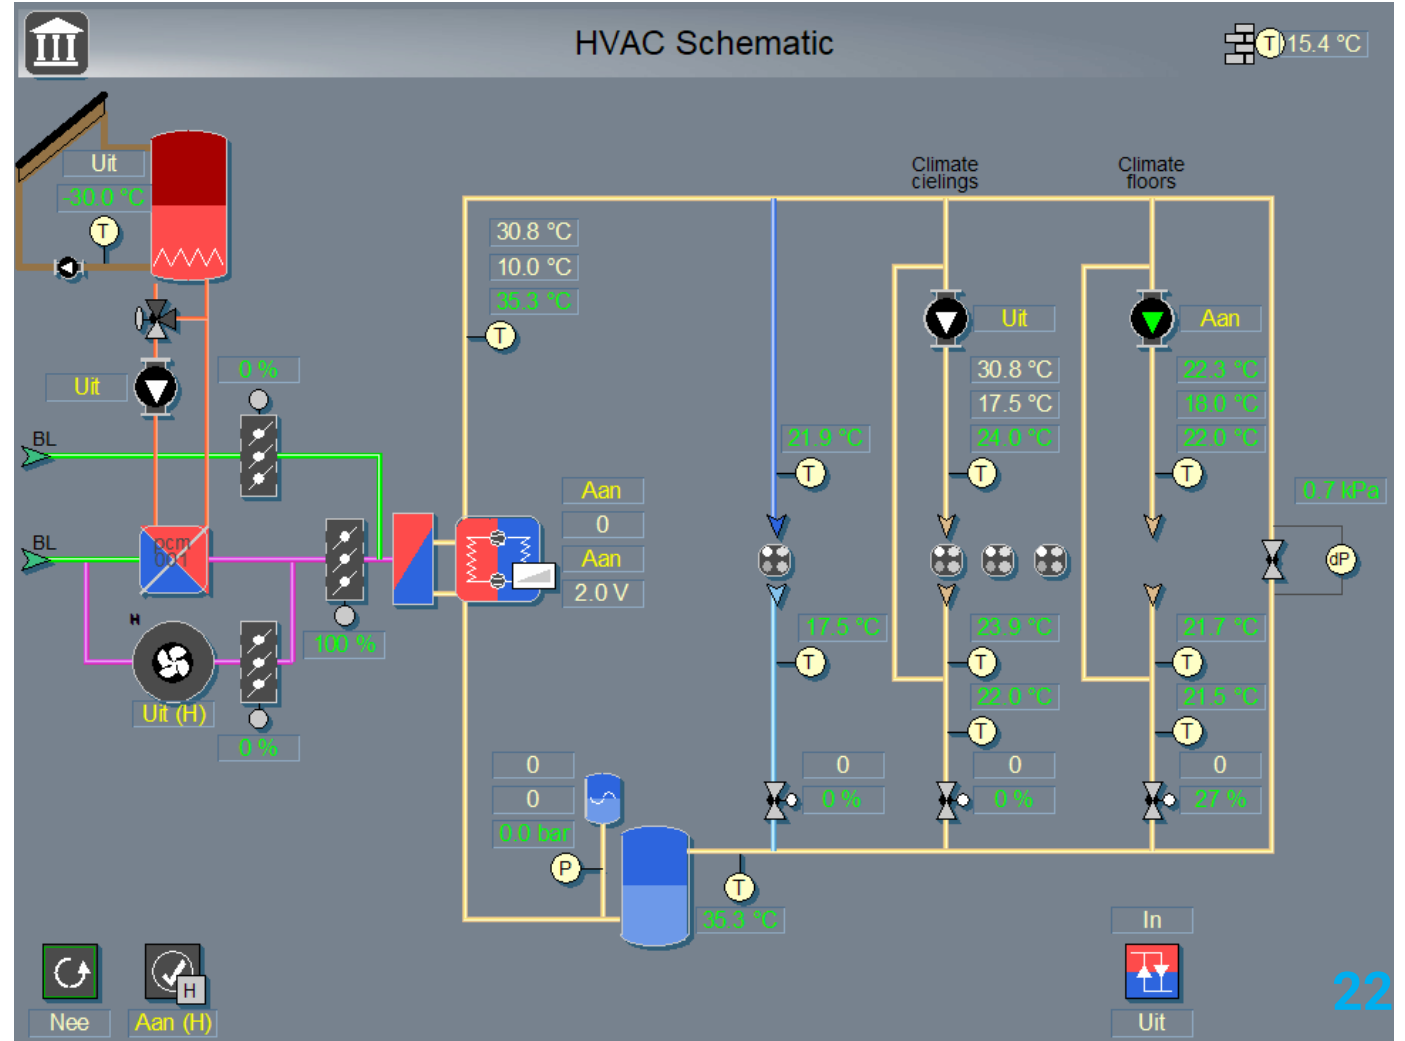 HVAC Schematic
T 15.4 °C
Uit
-30.0 °C
T
Climate
cielings
Climate
floors
30.8 °C
10.0 °C
35.3 °C
T
Uit
Aan
Uit
0 %
30.8 °C
17.5 °C
24.0 °C
T
22.3 °C
18.0 °C
22.0 °C
T
21.9 °C
T
BL
0.7 kPa
Aan
0
Aan
2.0 V
BL
pcm
001
dP
H
100 %
17.5 °C
T
23.9 °C
T
22.0 °C
T
21.7 °C
T
21.5 °C
T
Uit (H)
0 %
0
0
0.0 bar
P
0
0 %
0
0 %
0
27 %
T
35.3 °C
In
Uit
H
Nee
Aan (H)
22